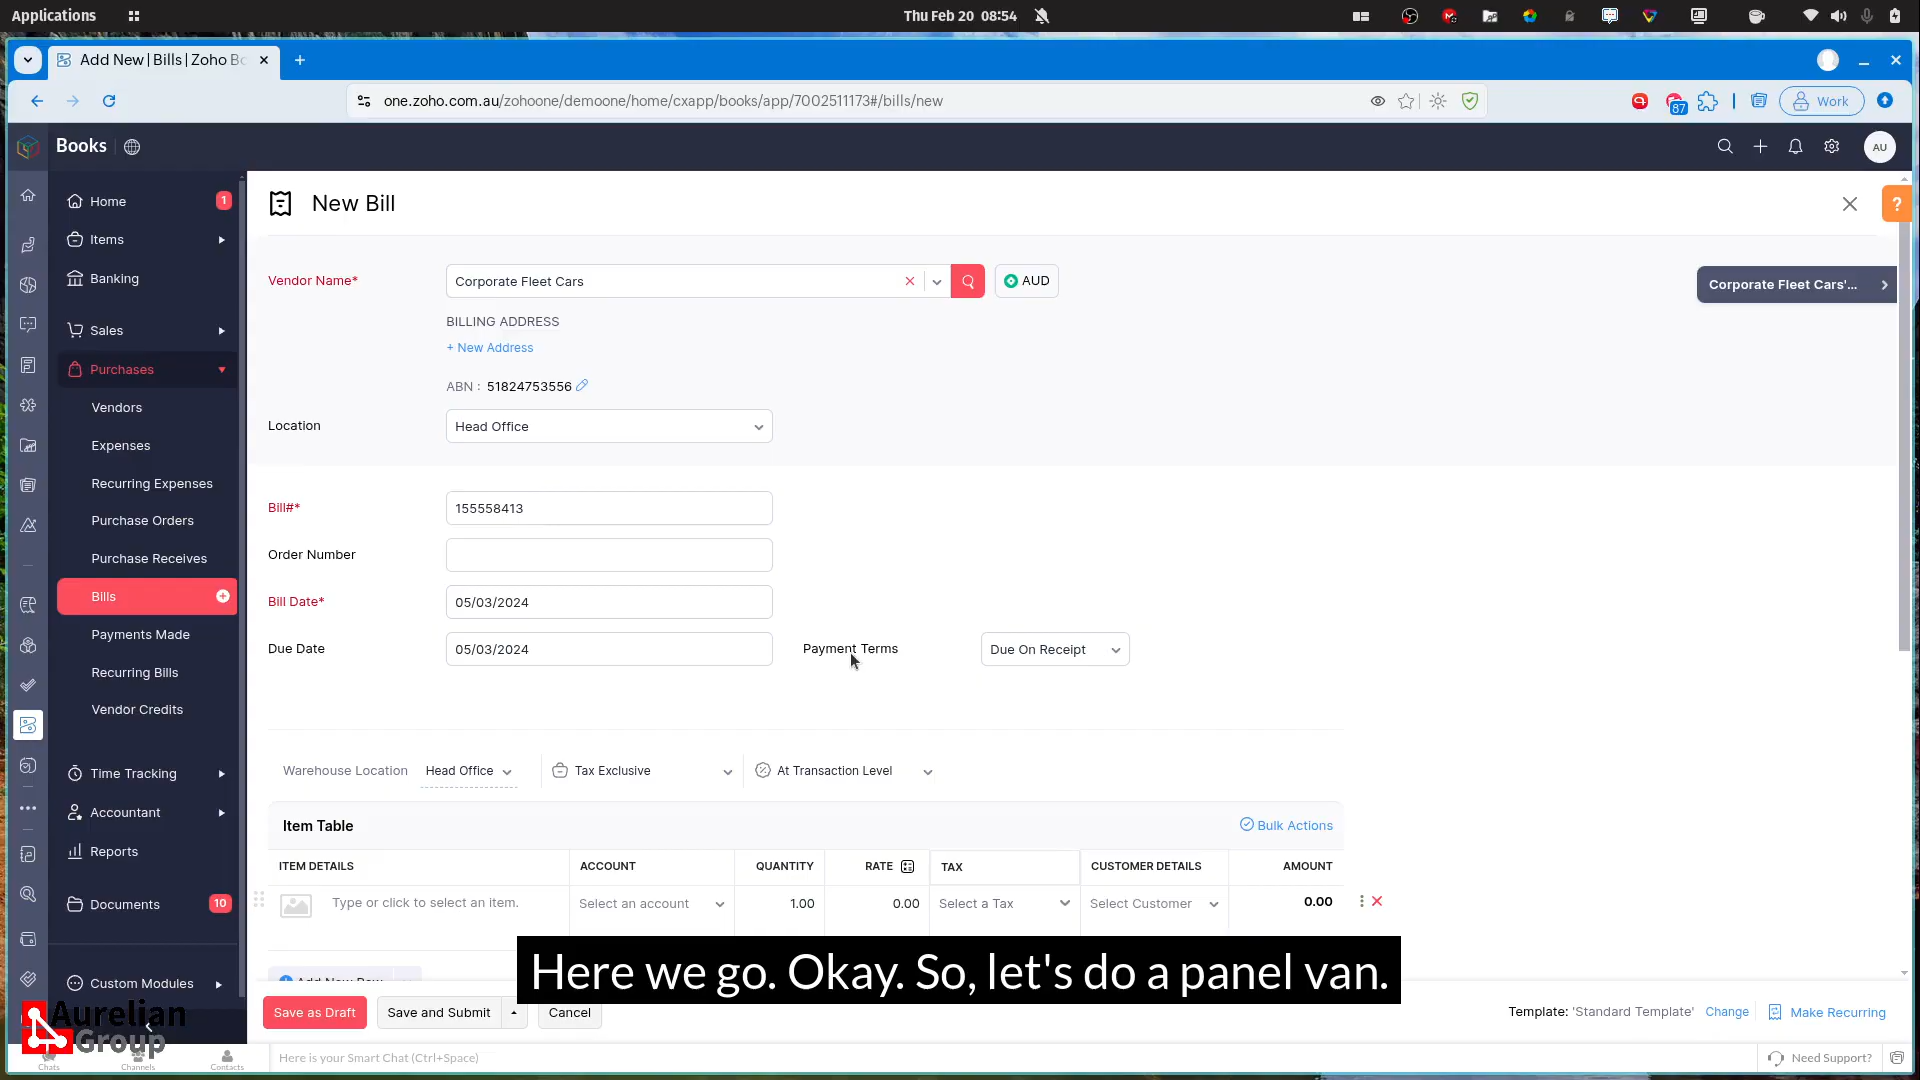 Applications
Thu Feb 20 08:54
Add New | Bills | Zoho Bo
one.zoho.com.au/zohoone/demoone/home/cxapp/books/app/7002511173#/bills/new
87
Work
Books
AU
Home
1
Items
Banking
Sales
Purchases
Vendors
Expenses
Recurring Expenses
Purchase Orders
Purchase Receives
Bills
Payments Made
Recurring Bills
Vendor Credits
Time Tracking
Accountant
Reports
Documents
10
Custom Modules
New Bill
?
Vendor Name*
Corporate Fleet Cars
AUD
Corporate Fleet Cars'...
BILLING ADDRESS
+ New Address
ABN : 51824753556
Location
Head Office
Bill#*
155558413
Order Number
Bill Date*
05/03/2024
Due Date
05/03/2024
Payment Terms
Due On Receipt
Warehouse Location
Head Office
Tax Exclusive
At Transaction Level
Item Table
Bulk Actions
ITEM DETAILS
ACCOUNT
QUANTITY
RATE
TAX
CUSTOMER DETAILS
AMOUNT
Type or click to select an item.
Select an account
1.00
0.00
Select a Tax
Select Customer
0.00
Add New Row
Here we go. Okay. So, let's do a panel van.
Save as Draft
Save and Submit
Cancel
Template: 'Standard Template'
Change
Make Recurring
Aurelian
Group
Chats
Channels
Contacts
Here is your Smart Chat (Ctrl+Space)
Need Support?